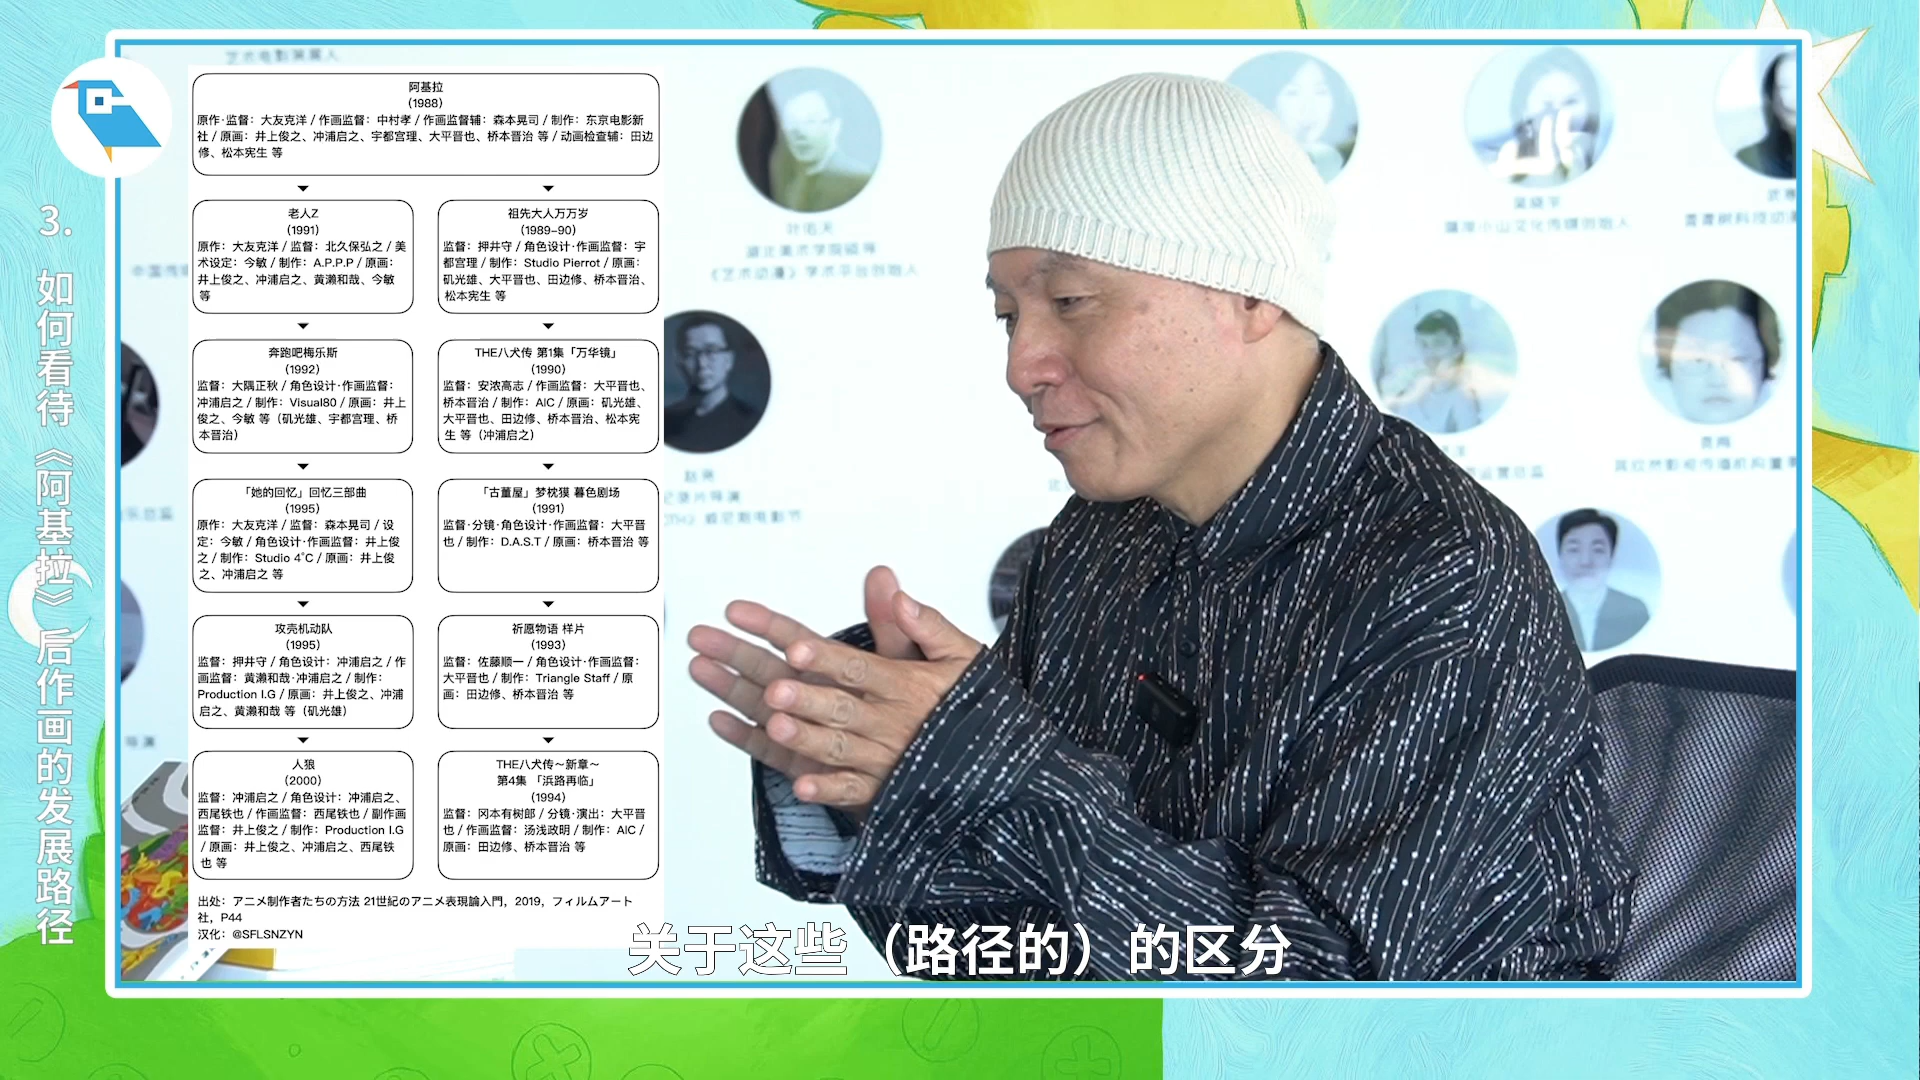 3. 如何看待《阿基拉》后作画的发展路径
阿基拉
(1988)
原作·监督：大友克洋 / 作画监督：中村孝 / 作画监督辅：森本晃司 / 制作：东京电影新
社 / 原画：井上俊之、冲浦启之、宇都宫理、大平晋也、桥本晋治 等 / 动画检查辅：田边
修、松本宪生 等
老人Z
(1991)
原作：大友克洋 / 监督：北久保弘之 / 美
术设定：今敏 / 制作：A.P.P.P / 原画：
井上俊之、冲浦启之、黄濑和哉、今敏
等
祖先大人万万岁
(1989-90)
监督：押井守 / 角色设计·作画监督：宇
都宫理 / 制作：Studio Pierrot / 原画：
矶光雄、大平晋也、田边修、桥本晋治、
松本宪生 等
奔跑吧梅乐斯
(1992)
监督：大隅正秋 / 角色设计·作画监督：
冲浦启之 / 制作：Visual80 / 原画：井上
俊之、今敏 等（矶光雄、宇都宫理、桥
本晋治）
THE八犬传 第1集「万华镜」
(1990)
监督：安浓高志 / 作画监督：大平晋也、
桥本晋治 / 制作：AIC / 原画：矶光雄、
大平晋也、田边修、桥本晋治、松本宪
生 等（冲浦启之）
「她的回忆」回忆三部曲
(1995)
原作：大友克洋 / 监督：森本晃司 / 设
定：今敏 / 角色设计·作画监督：井上俊
之 / 制作：Studio 4°C / 原画：井上俊
之、冲浦启之 等
「古董屋」梦枕獏 暮色剧场
(1991)
监督·分镜·角色设计·作画监督：大平晋
也 / 制作：D.A.S.T / 原画：桥本晋治 等
攻壳机动队
(1995)
监督：押井守 / 角色设计：冲浦启之 / 作
画监督：黄濑和哉·冲浦启之 / 制作：
Production I.G / 原画：井上俊之、冲浦
启之、黄濑和哉 等（矶光雄）
祈愿物语 样片
(1993)
监督：佐藤顺一 / 角色设计·作画监督：
大平晋也 / 制作：Triangle Staff / 原
画：田边修、桥本晋治 等
人狼
(2000)
监督：冲浦启之 / 角色设计：冲浦启之、
西尾铁也 / 作画监督：西尾铁也 / 副作画
监督：井上俊之 / 制作：Production I.G
/ 原画：井上俊之、冲浦启之、西尾铁
也 等
THE八犬传～新章～
第4集 「浜路再临」
(1994)
监督：冈本有树郎 / 分镜·演出：大平晋
也 / 作画监督：汤浅政明 / 制作：AIC /
原画：田边修、桥本晋治 等
出处：アニメ制作者たちの方法 21世紀のアニメ表現論入門，2019，フィルムアート
社，P44
汉化：@SFLSNZYN
关于这些（路径的）的区分